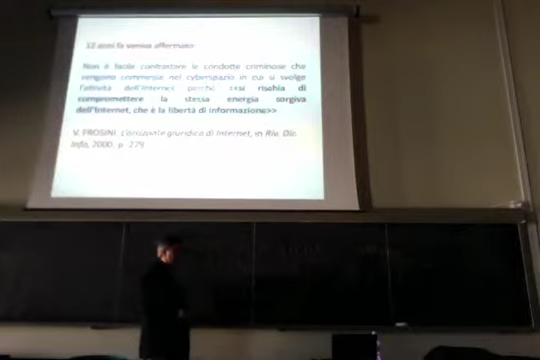 12 anni fa veniva affermato
Non è facile contrastare le condotte criminose che
vengono commesse nel cyberspazio in cui si svolge
l'attività dell'Internet perché <<si rischia di
compromettere la stessa energia sorgiva
dell'Internet, che è la libertà di informazione>>
V. FROSINI, L'orizzonte giuridico di Internet, in Riv. Dir.
Info, 2000, p. 279